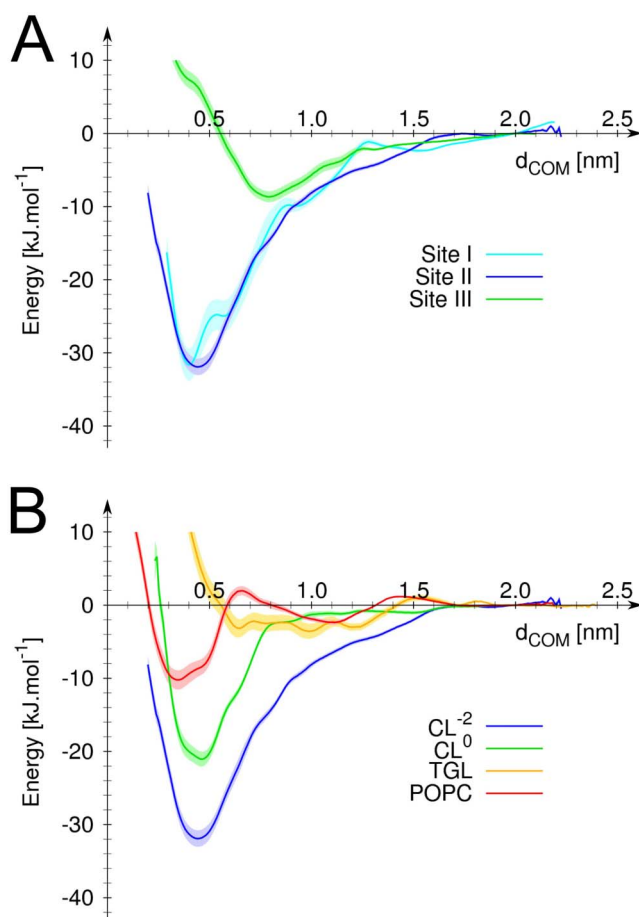 A
10
0.5 1.0 1.5 2.0 2.5
0
d_COM [nm]
-10
Energy [kJ.mol⁻¹]
Site I
-20
Site II
Site III
-30
-40
B
10
0.5 1.0 1.5 2.0 2.5
0
d_COM [nm]
-10
Energy [kJ.mol⁻¹]
CL⁻²
-20
CL⁰
TGL
POPC
-30
-40